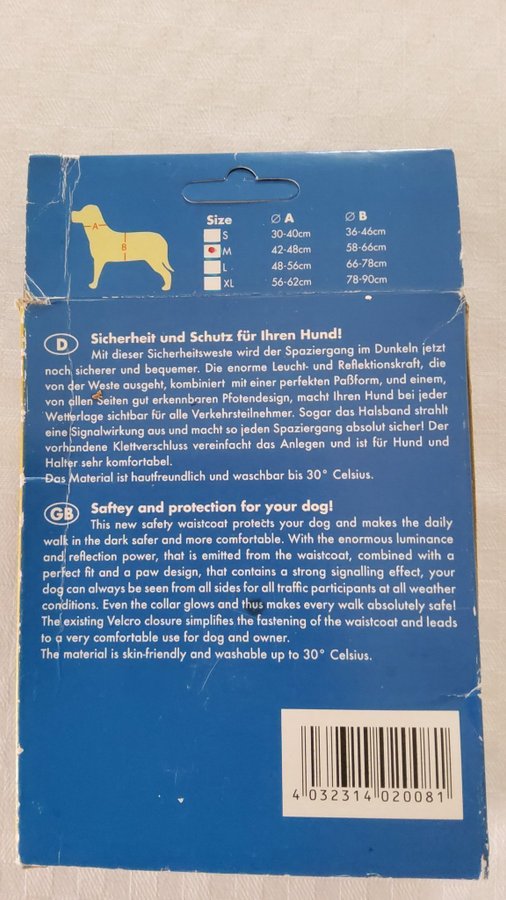 A
B
Size Ø A Ø B
S 30-40cm 36-46cm
M 42-48cm 58-66cm
L 48-56cm 66-78cm
XL 56-62cm 78-90cm
D Sicherheit und Schutz für Ihren Hund!
Mit dieser Sicherheitsweste wird der Spaziergang im Dunkeln jetzt
noch sicherer und bequemer. Die enorme Leucht- und Reflektionskraft, die
von der Weste ausgeht, kombiniert mit einer perfekten Paßform, und einem,
von allen Seiten gut erkennbaren Pfotendesign, macht Ihren Hund bei jeder
Wetterlage sichtbar für alle Verkehrsteilnehmer. Sogar das Halsband strahlt
eine Signalwirkung aus und macht so jeden Spaziergang absolut sicher! Der
vorhandene Klettverschluss vereinfacht das Anlegen und ist für Hund und
Halter sehr komfortabel.
Das Material ist hautfreundlich und waschbar bis 30° Celsius.
GB Saftey and protection for your dog!
This new safety waistcoat protects your dog and makes the daily
walk in the dark safer and more comfortable. With the enormous luminance
and reflection power, that is emitted from the waistcoat, combined with a
perfect fit and a paw design, that contains a strong signalling effect, your
dog can always be seen from all sides for all traffic participants at all weather
conditions. Even the collar glows and thus makes every walk absolutely safe!
The existing Velcro closure simplifies the fastening of the waistcoat and leads
to a very comfortable use for dog and owner.
The material is skin-friendly and washable up to 30° Celsius.
4 032314 020081